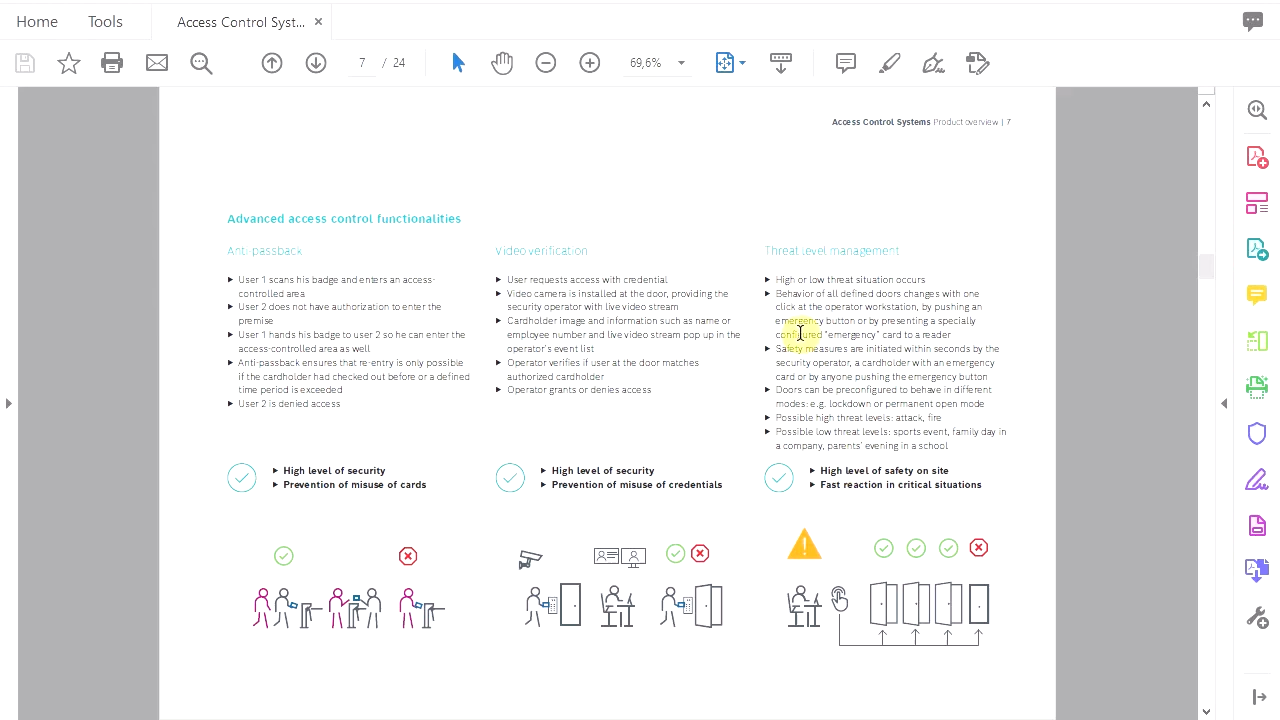 Home
Tools
Access Control Syst...
7 / 24
69,6%
Access Control Systems Product overview | 7
Advanced access control functionalities
Anti-passback
User 1 scans his badge and enters an access-
controlled area
User 2 does not have authorization to enter the
premise
User 1 hands his badge to user 2 so he can enter the
access-controlled area as well
Anti-passback ensures that re-entry is only possible
if the cardholder had checked out before or a defined
time period is exceeded
User 2 is denied access
High level of security
Prevention of misuse of cards
Video verification
User requests access with credential
Video camera is installed at the door, providing the
security operator with live video stream
Cardholder image and information such as name or
employee number and live video stream pop up in the
operator's event list
Operator verifies if user at the door matches
authorized cardholder
Operator grants or denies access
High level of security
Prevention of misuse of credentials
Threat level management
High or low threat situation occurs
Behavior of all defined doors changes with one
click at the operator workstation, by pushing an
emergency button or by presenting a specially
configured "emergency" card to a reader
Safety measures are initiated within seconds by the
security operator, a cardholder with an emergency
card or by anyone pushing the emergency button
Doors can be preconfigured to behave in different
modes: e.g. lockdown or permanent open mode
Possible high threat levels: attack, fire
Possible low threat levels: sports event, family day in
a company, parents' evening in a school
High level of safety on site
Fast reaction in critical situations